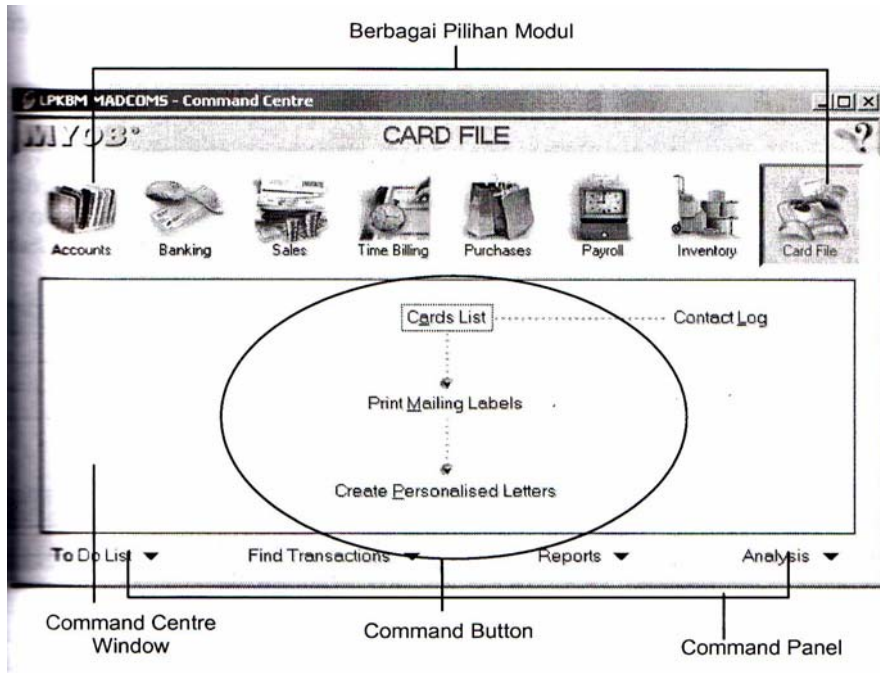 Berbagai Pilihan Modul
LPKBM MADCOMS - Command Centre
MYOB®
CARD FILE
?
Accounts
Banking
Sales
Time Billing
Purchases
Payroll
Inventory
Card File
Cards List
Contact Log
Print Mailing Labels
Create Personalised Letters
To Do List
Find Transactions
Reports
Analysis
Command Centre
Window
Command Button
Command Panel